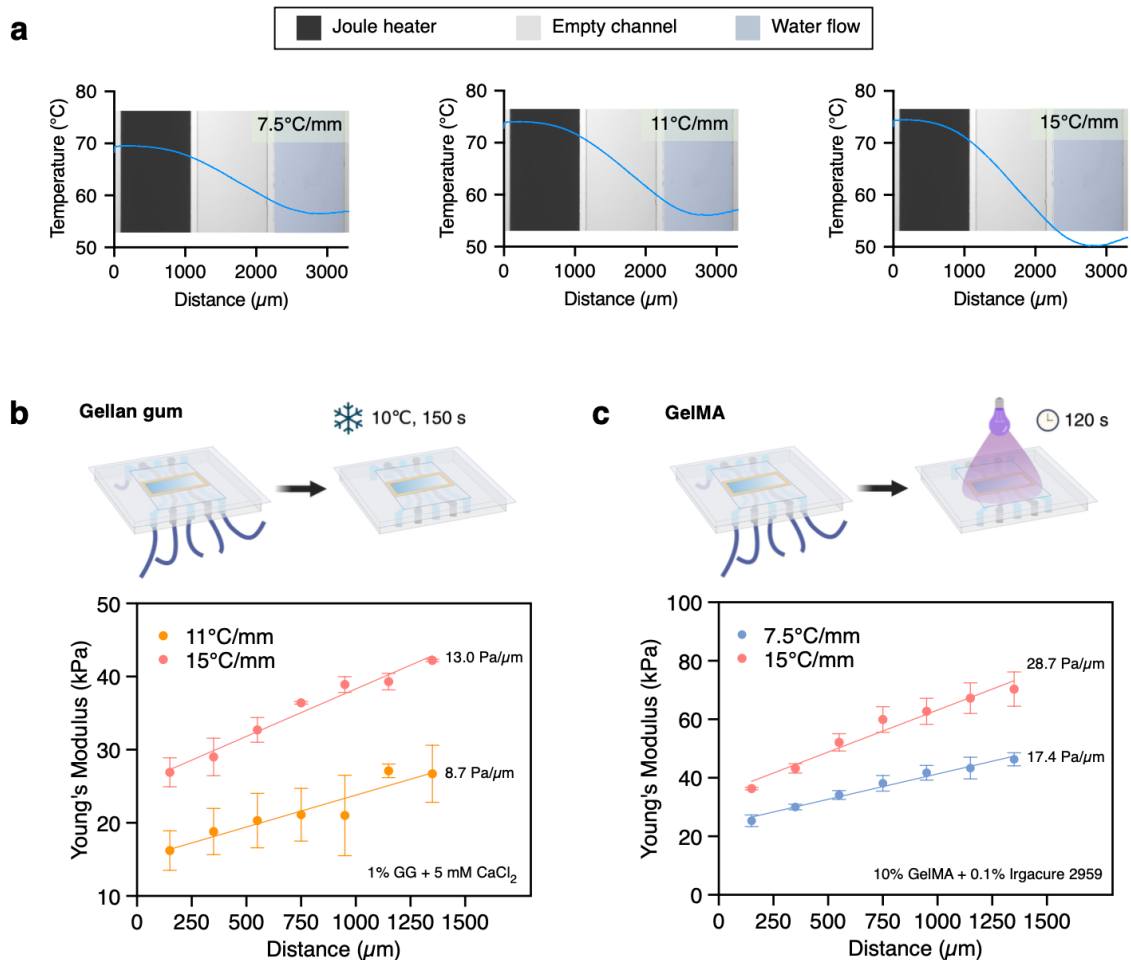 a
Joule heater
Empty channel
Water flow
Temperature (°C)
80
70
60
50
7.5°C/mm
0
1000
2000
3000
Distance (µm)
Temperature (°C)
80
70
60
50
11°C/mm
0
1000
2000
3000
Distance (µm)
Temperature (°C)
80
70
60
50
15°C/mm
0
1000
2000
3000
Distance (µm)
b
Gellan gum
10°C, 150 s
Young's Modulus (kPa)
50
40
30
20
10
11°C/mm
15°C/mm
13.0 Pa/µm
8.7 Pa/µm
1% GG + 5 mM CaCl₂
0
250
500
750
1000
1250
1500
Distance (µm)
c
GelMA
120 s
Young's Modulus (kPa)
100
80
60
40
20
0
7.5°C/mm
15°C/mm
28.7 Pa/µm
17.4 Pa/µm
10% GelMA + 0.1% Irgacure 2959
0
250
500
750
1000
1250
1500
Distance (µm)